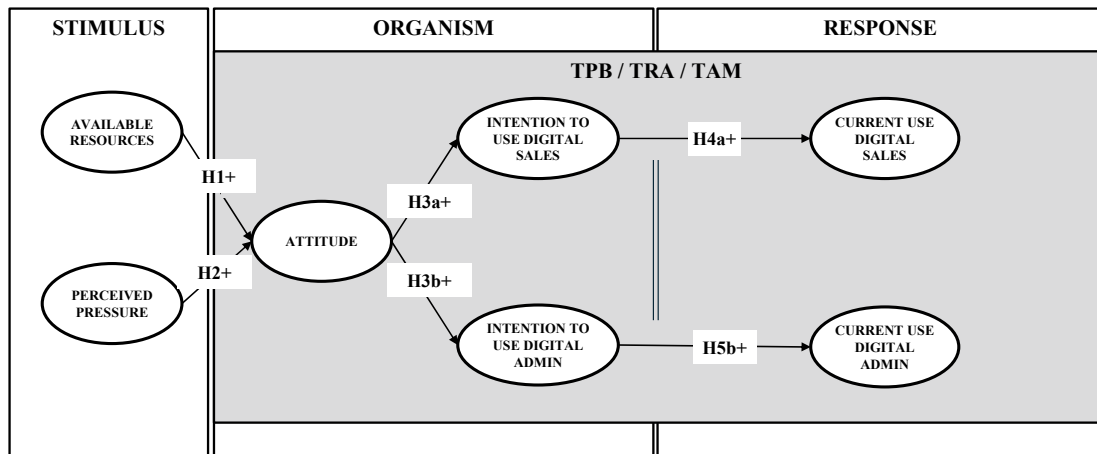 STIMULUS
ORGANISM
RESPONSE
TPB / TRA / TAM
AVAILABLE
RESOURCES
INTENTION TO
USE DIGITAL
SALES
H4a+
CURRENT USE
DIGITAL
SALES
H1+
H3a+
ATTITUDE
H2+
H3b+
PERCEIVED
PRESSURE
INTENTION TO
USE DIGITAL
ADMIN
H5b+
CURRENT USE
DIGITAL
ADMIN